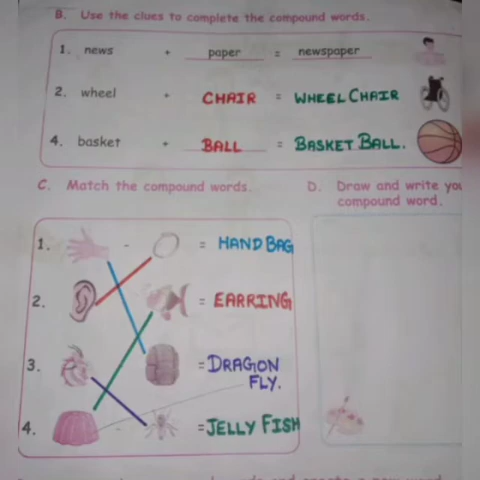 B. Use the clues to complete the compound words.
1. news + paper = newspaper
2. wheel + CHAIR = WHEEL CHAIR
4. basket + BALL = BASKET BALL.
C. Match the compound words.
D. Draw and write you
compound word.
1. - = HAND BAG
2. = EARRING
3. = DRAGON
FLY.
4. - = JELLY FISH